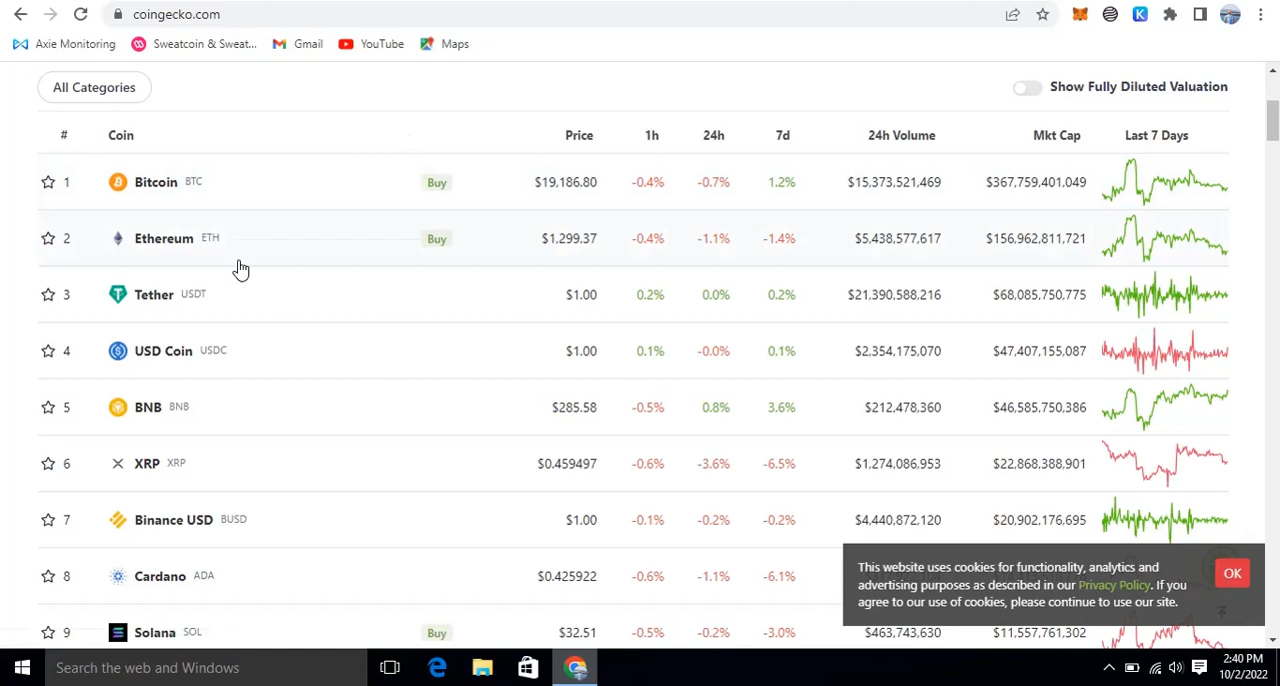 coingecko.com
Axie Monitoring Sweatcoin & Sweat... Gmail YouTube Maps
All Categories Show Fully Diluted Valuation
# Coin Price 1h 24h 7d 24h Volume Mkt Cap Last 7 Days
1 Bitcoin BTC Buy $19,186.80 -0.4% -0.7% 1.2% $15,373,521,469 $367,759,401,049
2 Ethereum ETH Buy $1,299.37 -0.4% -1.1% -1.4% $5,438,577,617 $156,962,811,721
3 Tether USDT $1.00 0.2% 0.0% 0.2% $21,390,588,216 $68,085,750,775
4 USD Coin USDC $1.00 0.1% -0.0% 0.1% $2,354,175,070 $47,407,155,087
5 BNB BNB $285.58 -0.5% 0.8% 3.6% $212,478,360 $46,585,750,386
6 XRP XRP $0.459497 -0.6% -3.6% -6.5% $1,274,086,953 $22,868,388,901
7 Binance USD BUSD $1.00 -0.1% -0.2% -0.2% $4,440,872,120 $20,902,176,695
8 Cardano ADA $0.425922 -0.6% -1.1% -6.1%
9 Solana SOL Buy $32.51 -0.5% -0.2% -3.0% $463,743,630 $11,557,761,302
This website uses cookies for functionality, analytics and
advertising purposes as described in our Privacy Policy. If you
agree to our use of cookies, please continue to use our site.
OK
Search the web and Windows
2:40 PM
10/2/2022